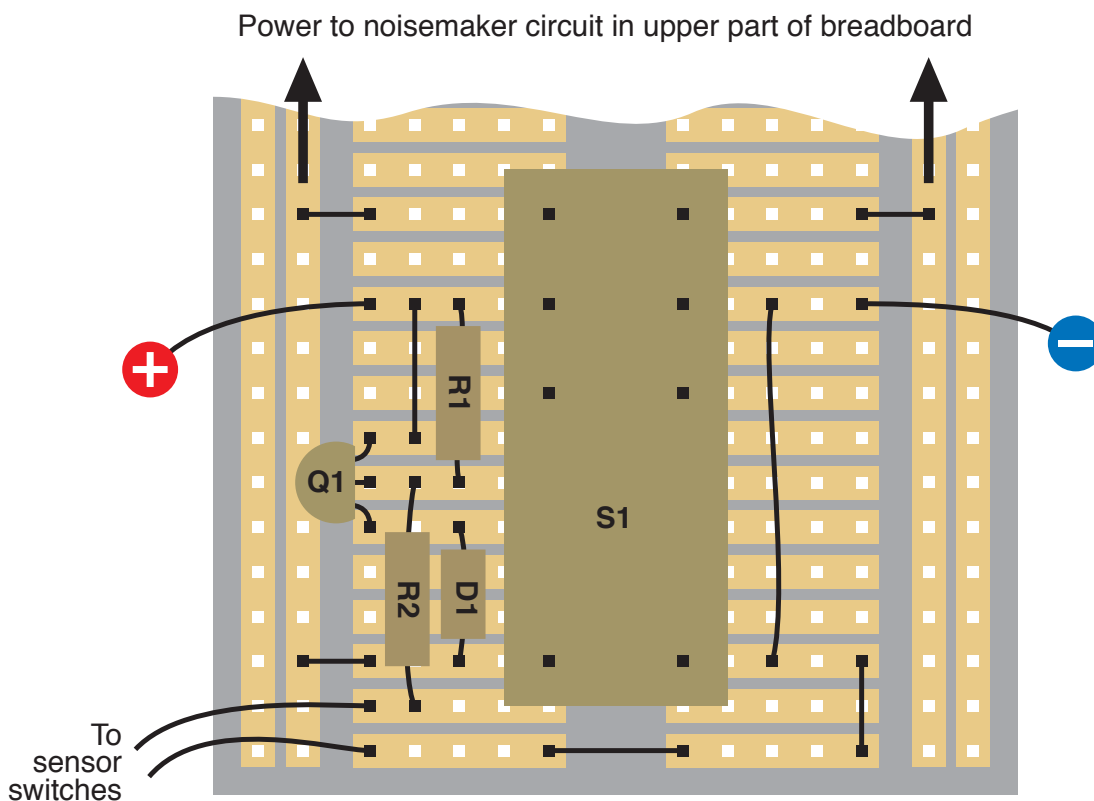 Power to noisemaker circuit in upper part of breadboard
+
−
R1
Q1
S1
R2
D1
To
sensor
switches